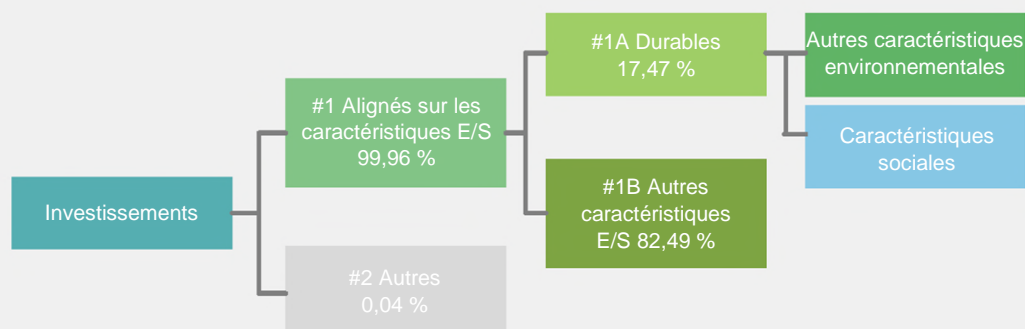 Investissements
#1 Alignés sur les
caractéristiques E/S
99,96 %
#2 Autres
0,04 %
#1A Durables
17,47 %
#1B Autres
caractéristiques
E/S 82,49 %
Autres caractéristiques
environnementales
Caractéristiques
sociales